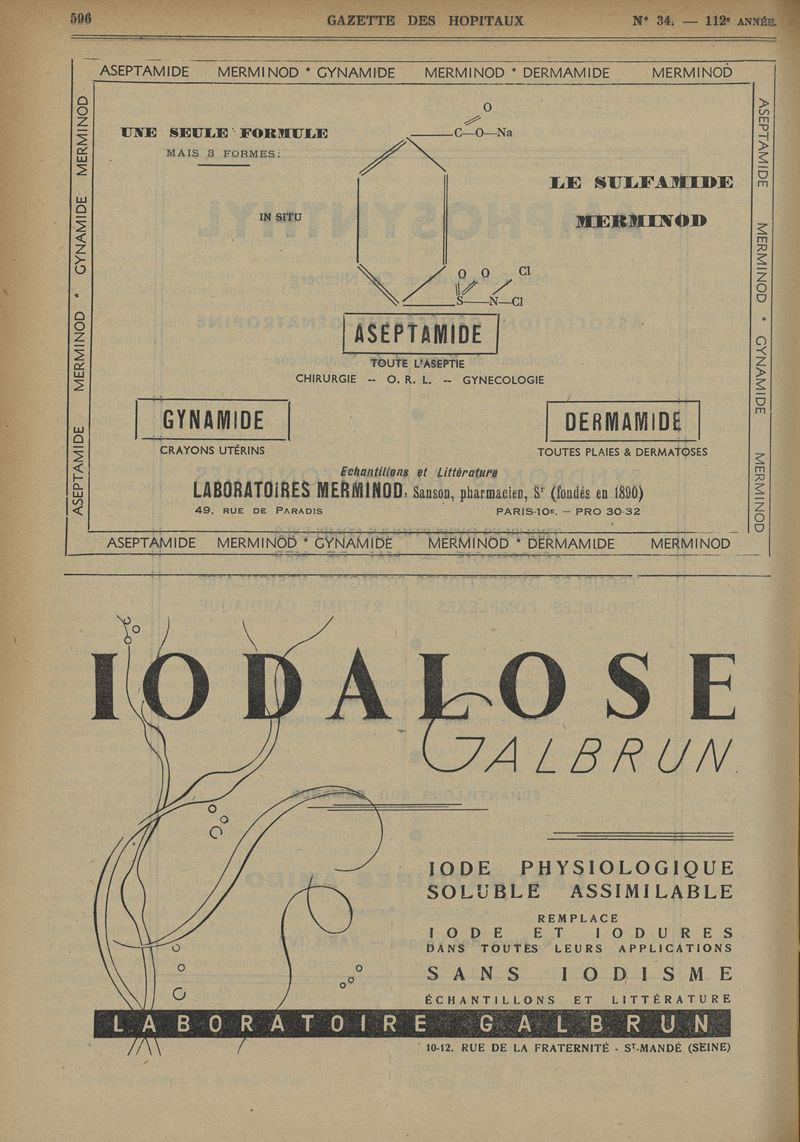 596 GAZETTE DES HOPITAUX N° 34. — 112e ANNÉE.
ASEPTAMIDE MERMINOD * GYNAMIDE MERMINOD * DERMAMIDE MERMINOD
ASEPTAMIDE MERMINOD * GYNAMIDE MERMINOD
ASEPTAMIDE MERMINOD * GYNAMIDE MERMINOD
UNE SEULE FORMULE
MAIS 3 FORMES:
IN SITU
O
C—O—Na
LE SULFAMIDE
MERMINOD
O O Cl
S—N—Cl
ASEPTAMIDE
TOUTE L'ASEPTIE
CHIRURGIE -- O. R. L. -- GYNECOLOGIE
GYNAMIDE
CRAYONS UTÉRINS
DERMAMIDE
TOUTES PLAIES & DERMATOSES
Echantillons et Littérature
LABORATOIRES MERMINOD, Sanson, pharmacien, Sr (fondés en 1890)
49, RUE DE PARADIS PARIS-10e. — PRO 30-32
ASEPTAMIDE MERMINOD * GYNAMIDE MERMINOD * DERMAMIDE MERMINOD
IODALOSE
GALBRUN
IODE PHYSIOLOGIQUE
SOLUBLE ASSIMILABLE
REMPLACE
IODE ET IODURES
DANS TOUTES LEURS APPLICATIONS
SANS IODISME
ÉCHANTILLONS ET LITTÉRATURE
LABORATOIRE GALBRUN
10-12, RUE DE LA FRATERNITÉ - ST-MANDÉ (SEINE)